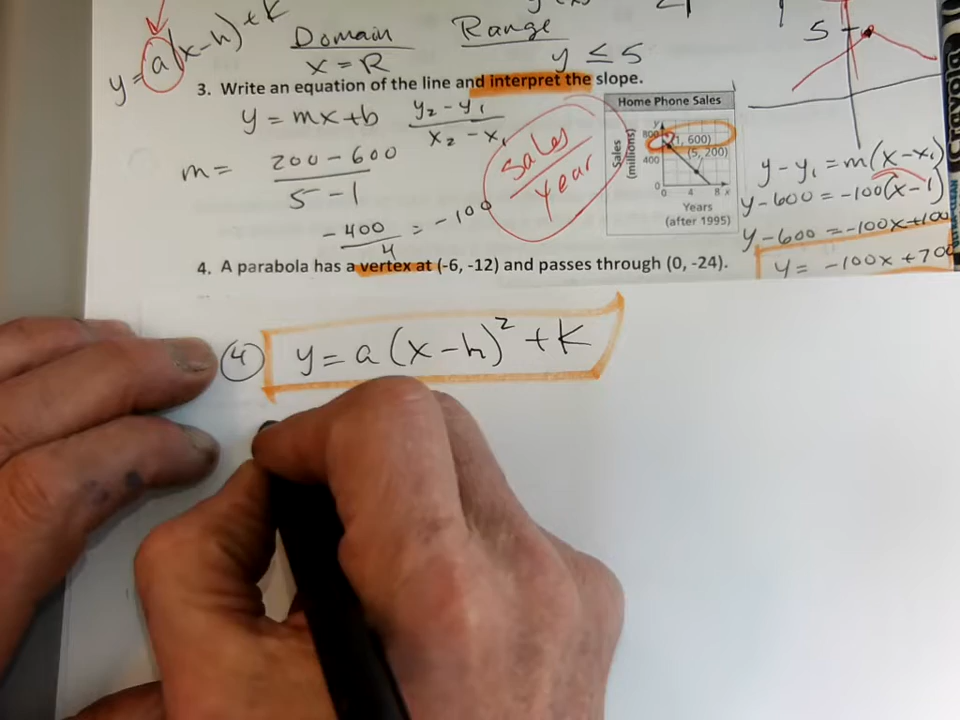 y = a(x-h) + K
Domain Range
x = R y ≤ 5
5
3. Write an equation of the line and interpret the slope.
y = mx+b
y₂ - y₁
x₂ - x₁
m = 200 - 600
5 - 1
-400
4
= -100
Sales
Year
Home Phone Sales
Sales
(millions)
y
800
400
0
(1, 600)
(5, 200)
0 4 8 x
Years
(after 1995)
y - y₁ = m(x - x₁)
y - 600 = -100(x - 1)
y - 600 = -100x + 100
y = -100x + 700
Crayola
ULTRA-CLEAN
4. A parabola has a vertex at (-6, -12) and passes through (0, -24).
4 y = a(x-h)² + K